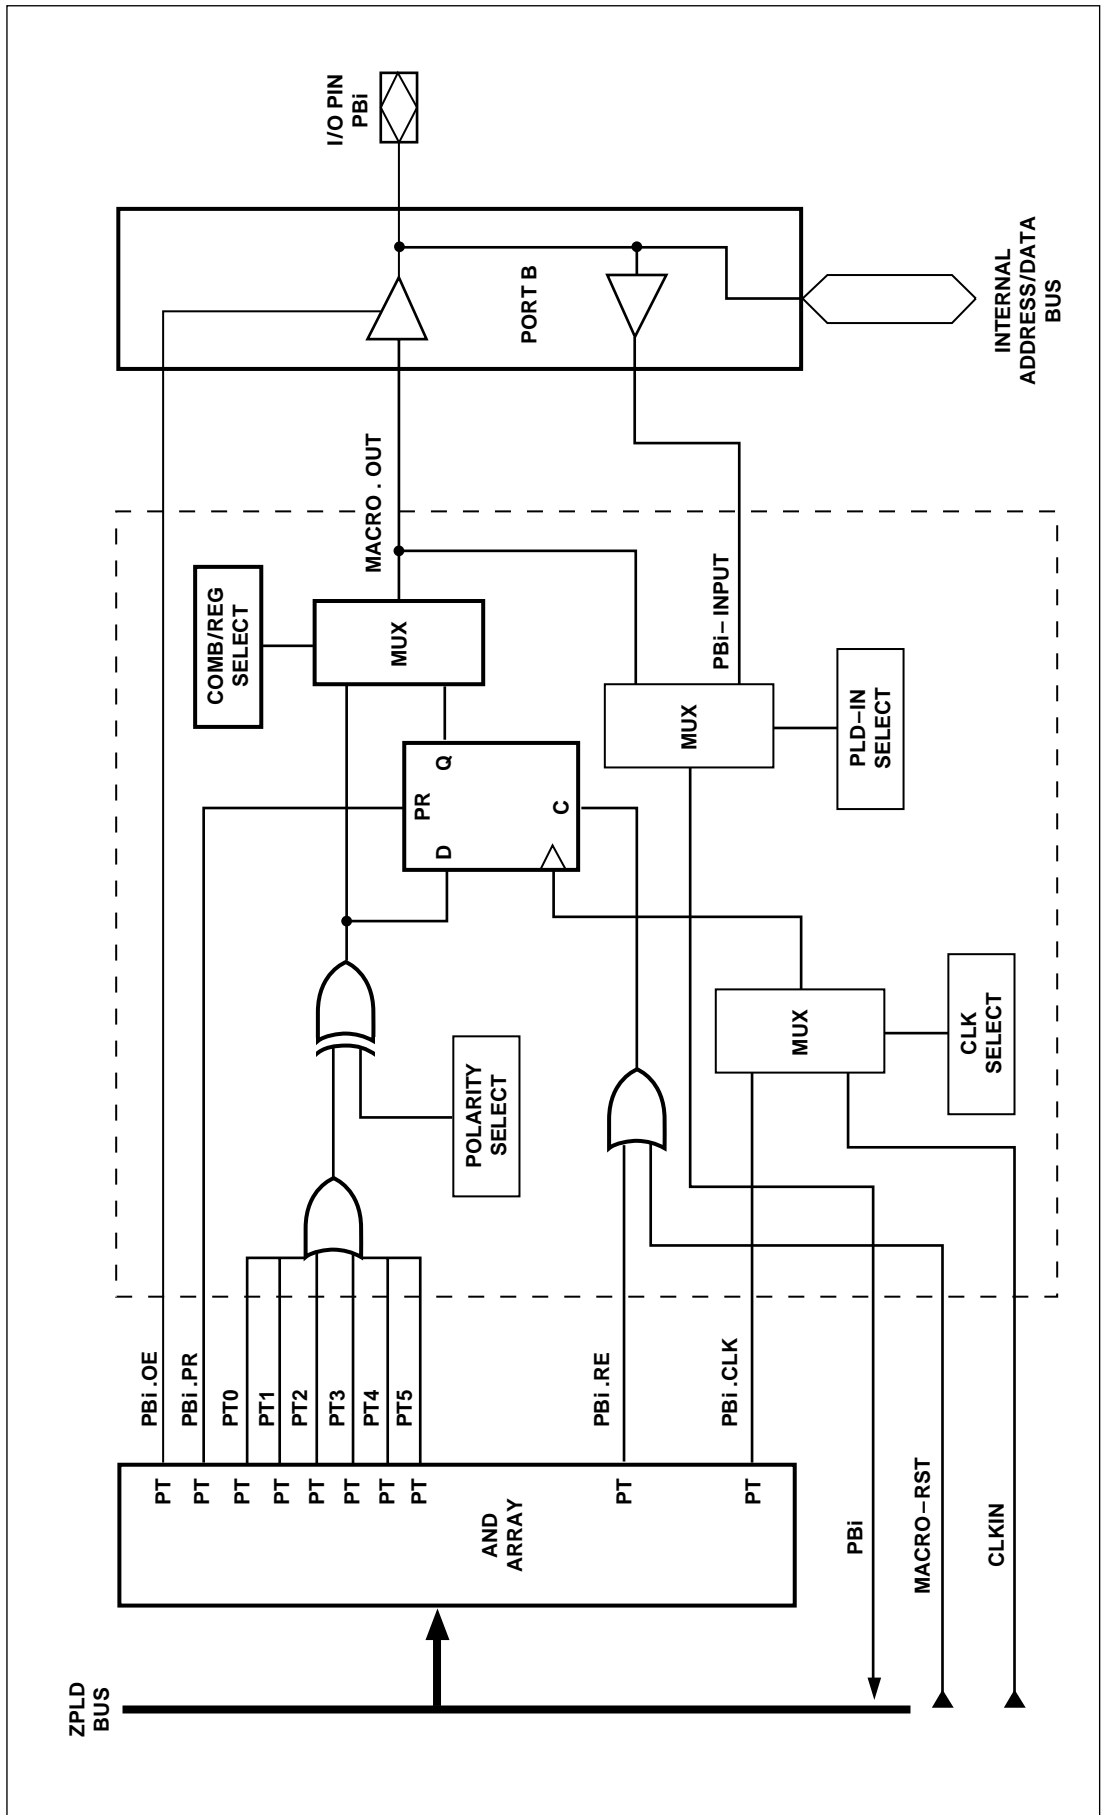 ZPLD
BUS
AND
ARRAY
PT
PT
PT
PT
PT
PT
PT
PT
PT
PT
PBi .OE
PBi .PR
PT0
PT1
PT2
PT3
PT4
PT5
PBi .RE
PBi .CLK
PBi
MACRO–RST
CLKIN
POLARITY
SELECT
MUX
CLK
SELECT
D
PR
Q
C
COMB/REG
SELECT
MUX
MUX
PLD–IN
SELECT
MACRO . OUT
PBi– INPUT
PORT B
I/O PIN
PBi
INTERNAL
ADDRESS/DATA
BUS